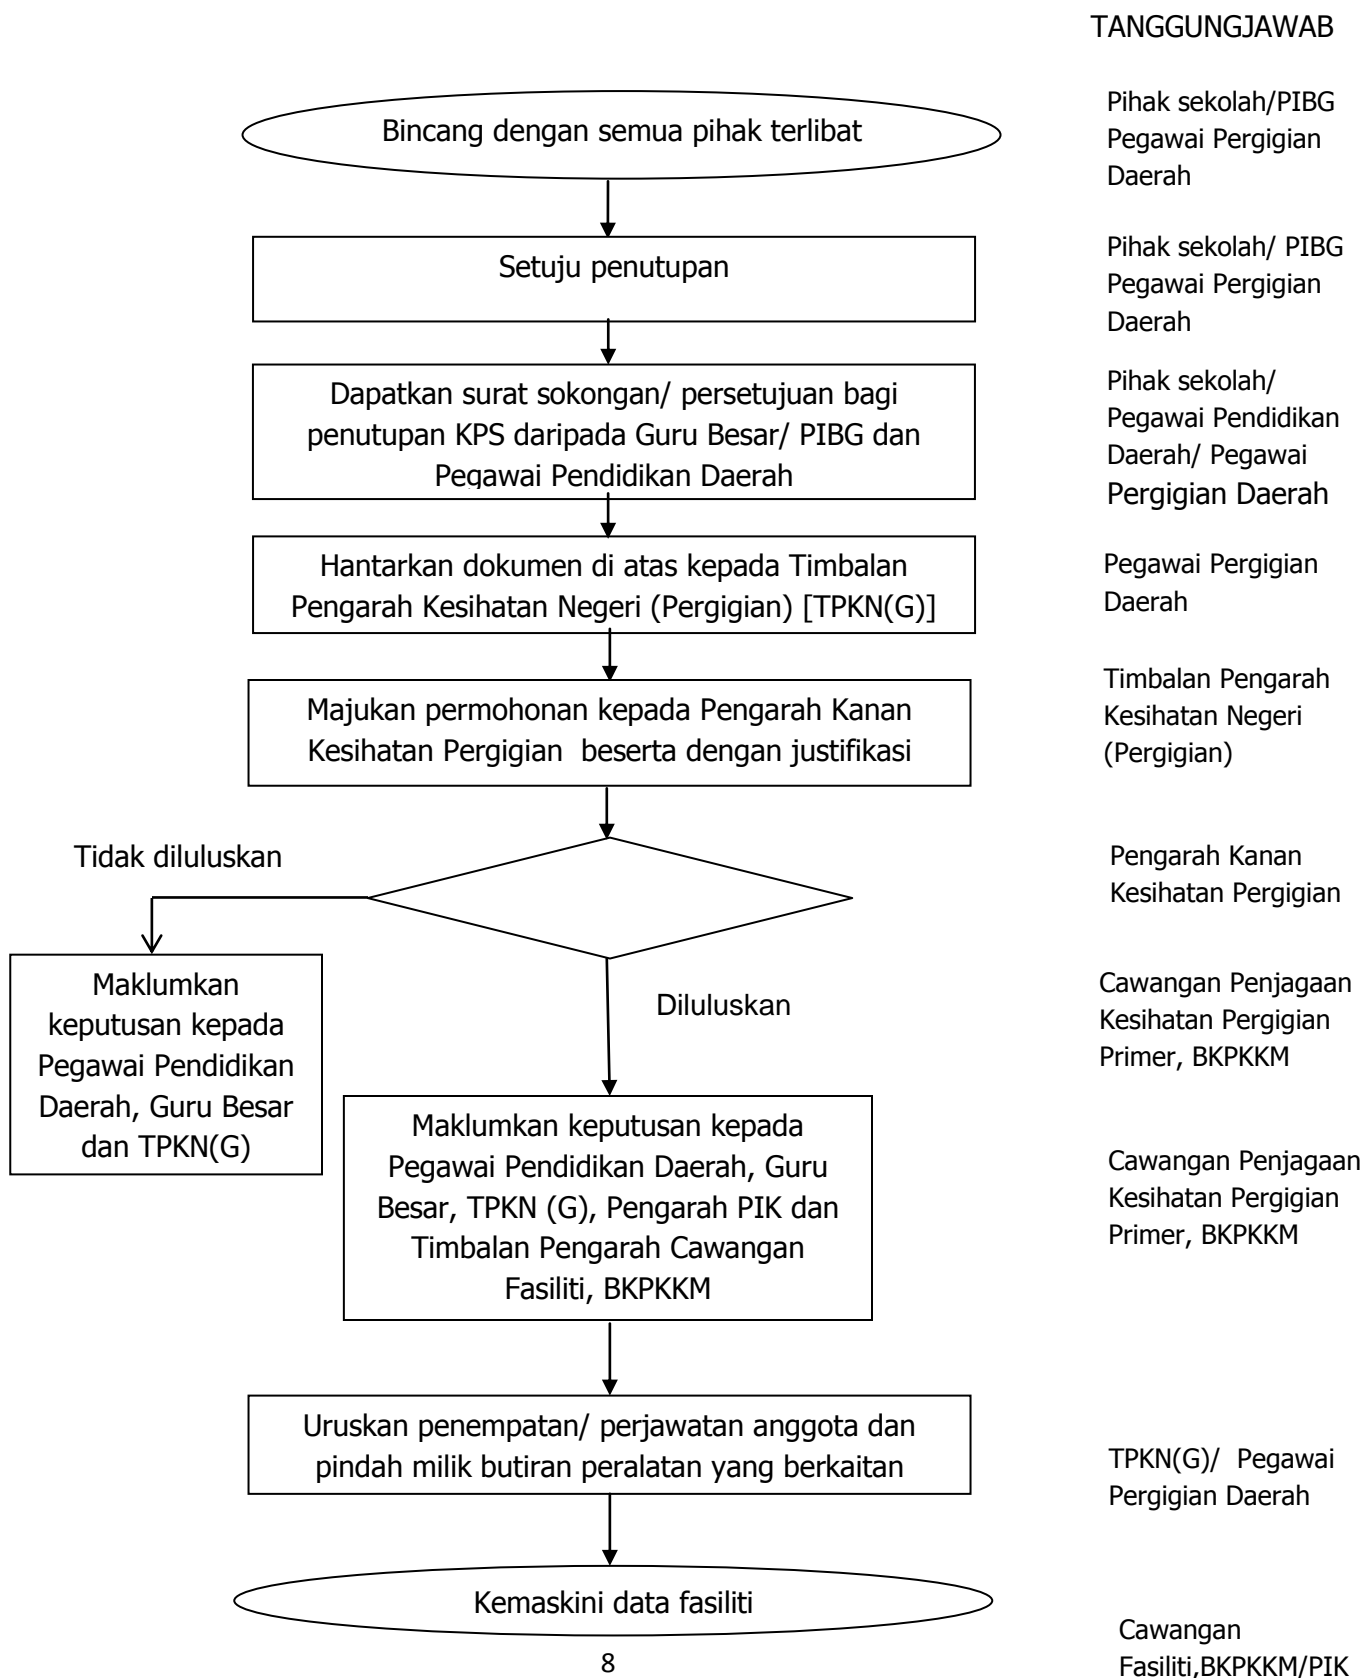 TANGGUNGJAWAB
Bincang dengan semua pihak terlibat
Pihak sekolah/PIBG
Pegawai Pergigian
Daerah
Setuju penutupan
Pihak sekolah/ PIBG
Pegawai Pergigian
Daerah
Dapatkan surat sokongan/ persetujuan bagi
penutupan KPS daripada Guru Besar/ PIBG dan
Pegawai Pendidikan Daerah
Pihak sekolah/
Pegawai Pendidikan
Daerah/ Pegawai
Pergigian Daerah
Hantarkan dokumen di atas kepada Timbalan
Pengarah Kesihatan Negeri (Pergigian) [TPKN(G)]
Pegawai Pergigian
Daerah
Majukan permohonan kepada Pengarah Kanan
Kesihatan Pergigian  beserta dengan justifikasi
Timbalan Pengarah
Kesihatan Negeri
(Pergigian)
Tidak diluluskan
Pengarah Kanan
Kesihatan Pergigian
Maklumkan
keputusan kepada
Pegawai Pendidikan
Daerah, Guru Besar
dan TPKN(G)
Diluluskan
Cawangan Penjagaan
Kesihatan Pergigian
Primer, BKPKKM
Maklumkan keputusan kepada
Pegawai Pendidikan Daerah, Guru
Besar, TPKN (G), Pengarah PIK dan
Timbalan Pengarah Cawangan
Fasiliti, BKPKKM
Cawangan Penjagaan
Kesihatan Pergigian
Primer, BKPKKM
Uruskan penempatan/ perjawatan anggota dan
pindah milik butiran peralatan yang berkaitan
TPKN(G)/  Pegawai
Pergigian Daerah
Kemaskini data fasiliti
Cawangan
Fasiliti,BKPKKM/PIK
8